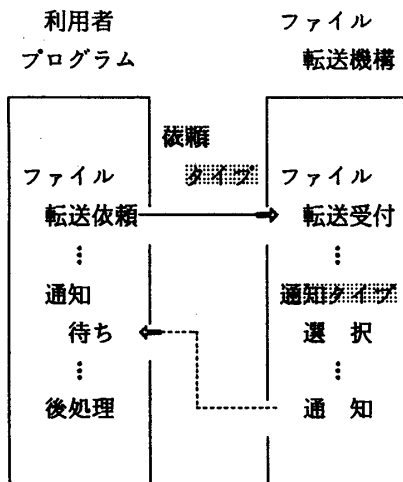 利用者
プログラム
ファイル
転送機構
依頼
タイプ
ファイル
転送依頼
⋮
通知
待ち
⋮
後処理
ファイル
転送受付
⋮
通知タイプ
選 択
⋮
通 知